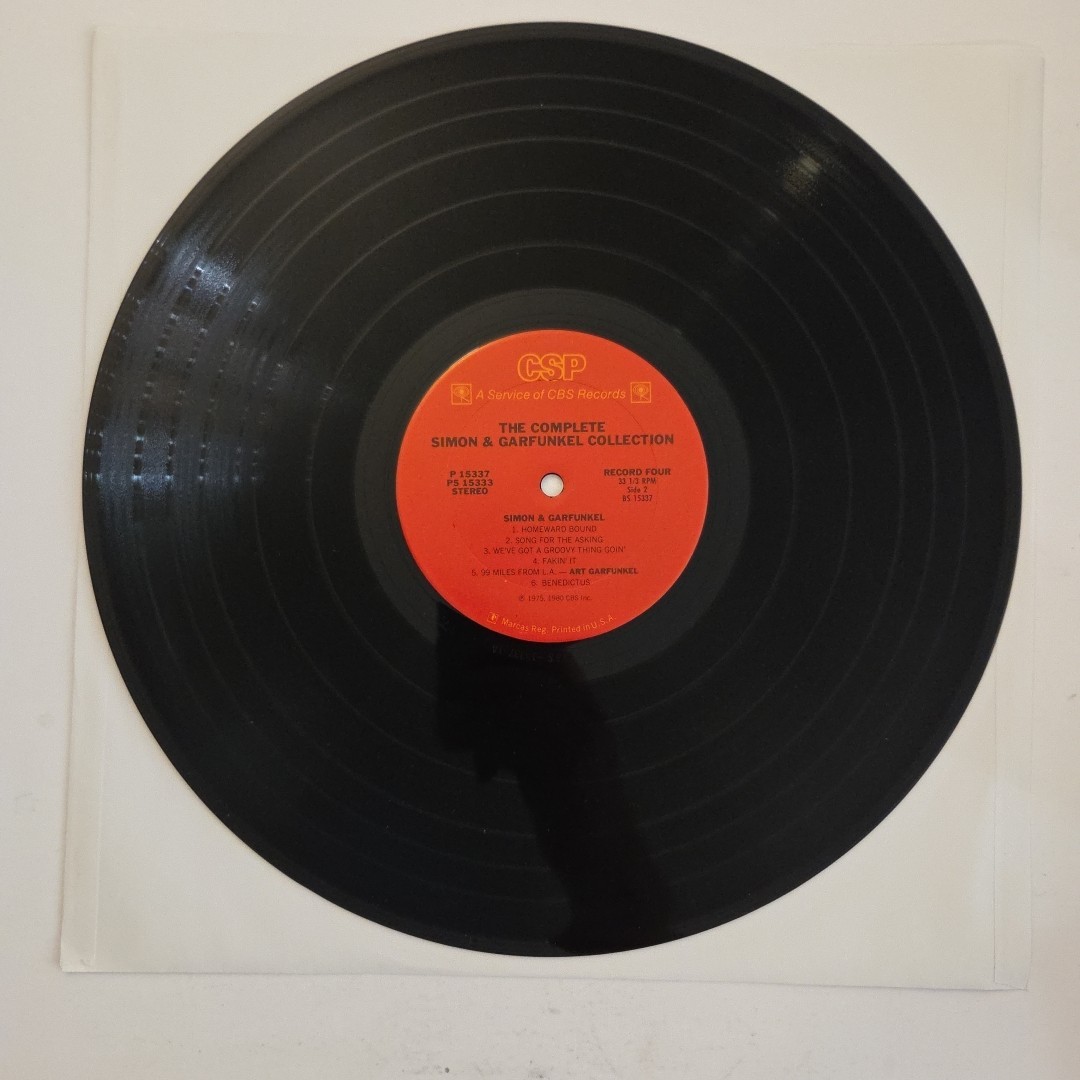 CSP
A Service of CBS Records
THE COMPLETE
SIMON & GARFUNKEL COLLECTION
P 15337
PS 15333
STEREO
RECORD FOUR
33 1/3 RPM
Side 2
BS 15337
SIMON & GARFUNKEL
1. HOMEWARD BOUND
2. SONG FOR THE ASKING
3. WE'VE GOT A GROOVY THING GOIN'
4. FAKIN' IT
5. 99 MILES FROM L.A. — ART GARFUNKEL
6. BENEDICTUS
℗ 1975, 1980 CBS Inc.
Marcas Reg. Printed in U.S.A.